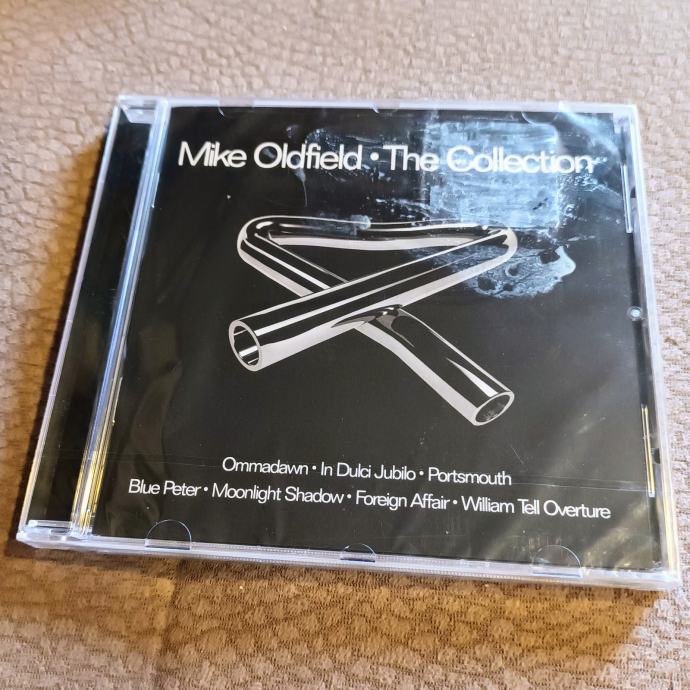 Mike Oldfield • The Collection
Ommadawn • In Dulci Jubilo • Portsmouth
Blue Peter • Moonlight Shadow • Foreign Affair • William Tell Overture